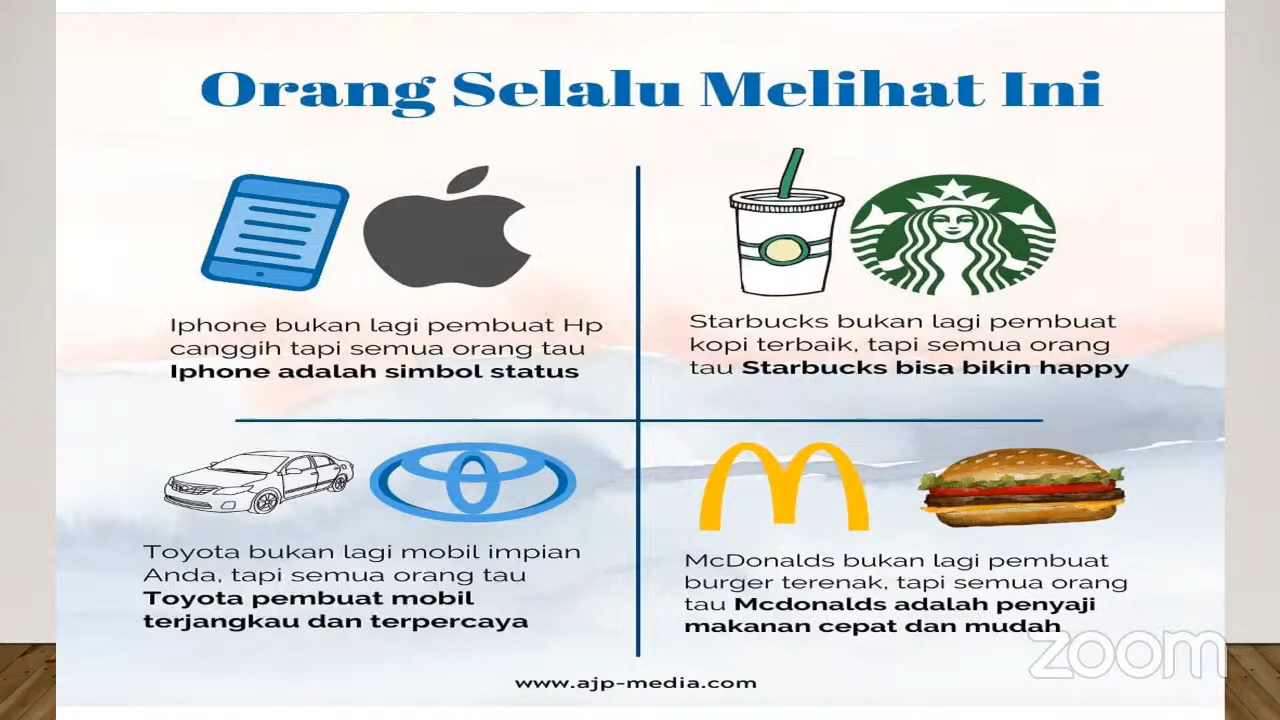 Orang Selalu Melihat Ini
Iphone bukan lagi pembuat Hp
canggih tapi semua orang tau
Iphone adalah simbol status
Starbucks bukan lagi pembuat
kopi terbaik, tapi semua orang
tau Starbucks bisa bikin happy
Toyota bukan lagi mobil impian
Anda, tapi semua orang tau
Toyota pembuat mobil
terjangkau dan terpercaya
McDonalds bukan lagi pembuat
burger terenak, tapi semua orang
tau Mcdonalds adalah penyaji
makanan cepat dan mudah
www.ajp-media.com
zoom